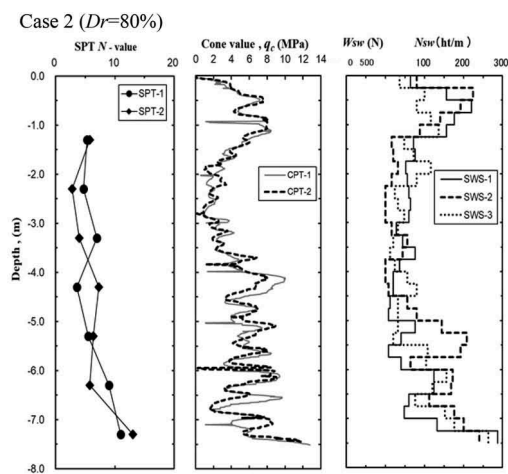 Case 2 (Dr=80%)
SPT N - value
0 10 20
SPT-1
SPT-2
Cone value , qc (MPa)
0 2 4 6 8 10 12 14
CPT-1
CPT-2
Wsw (N) Nsw (ht/m)
0 500 0 100 200 300
SWS-1
SWS-2
SWS-3
Depth , (m)
0.0
-1.0
-2.0
-3.0
-4.0
-5.0
-6.0
-7.0
-8.0